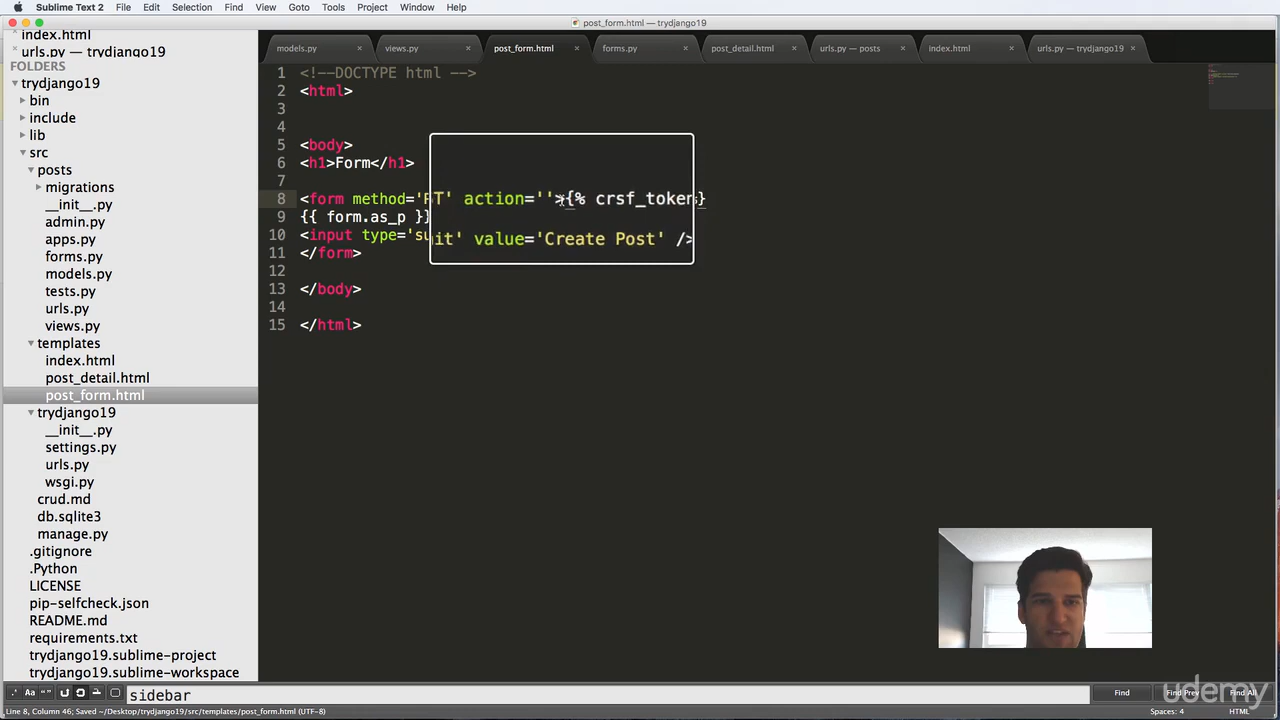 Sublime Text 2 File Edit Selection Find View Goto Tools Project Window Help
post_form.html — trydjango19
index.html
urls.py — trydjango19
FOLDERS
trydjango19
bin
include
lib
src
posts
migrations
__init__.py
admin.py
apps.py
forms.py
models.py
tests.py
urls.py
views.py
templates
index.html
post_detail.html
post_form.html
trydjango19
__init__.py
settings.py
urls.py
wsgi.py
crud.md
db.sqlite3
manage.py
.gitignore
.Python
LICENSE
pip-selfcheck.json
README.md
requirements.txt
trydjango19.sublime-project
trydjango19.sublime-workspace
models.py views.py post_form.html forms.py post_detail.html urls.py — posts index.html urls.py — trydjango19
1 <!--DOCTYPE html -->
2 <html>
3
4
5 <body>
6 <h1>Form</h1>
7
8 <form method='PT' action=''>{% crsf_token}
9 {{ form.as_p }}
10 <input type='suit' value='Create Post' />
11 </form>
12
13 </body>
14
15 </html>
sidebar
Find Find Prev Find All
udemy
Line 8, Column 46; Saved ~/Desktop/trydjango19/src/templates/post_form.html (UTF-8) Spaces: 4 HTML